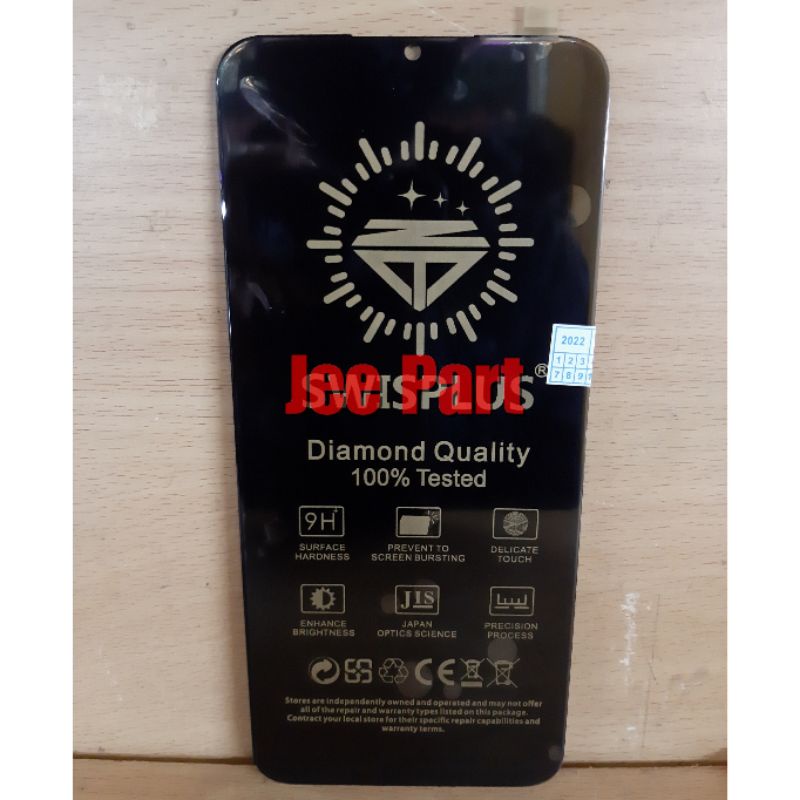 2022
1 2 3
7 8 9
SWISPLUS®
Jee Part
Diamond Quality
100% Tested
9H+
SURFACE HARDNESS
PREVENT TO SCREEN BURSTING
DELICATE TOUCH
ENHANCE BRIGHTNESS
JIS
JAPAN OPTICS SCIENCE
PRECISION PROCESS
CE
Stores are independently owned and operated and may not offer
all of the repair and warranty types listed on this package.
Contact your local store for their specific repair capabilities and
warranty terms.